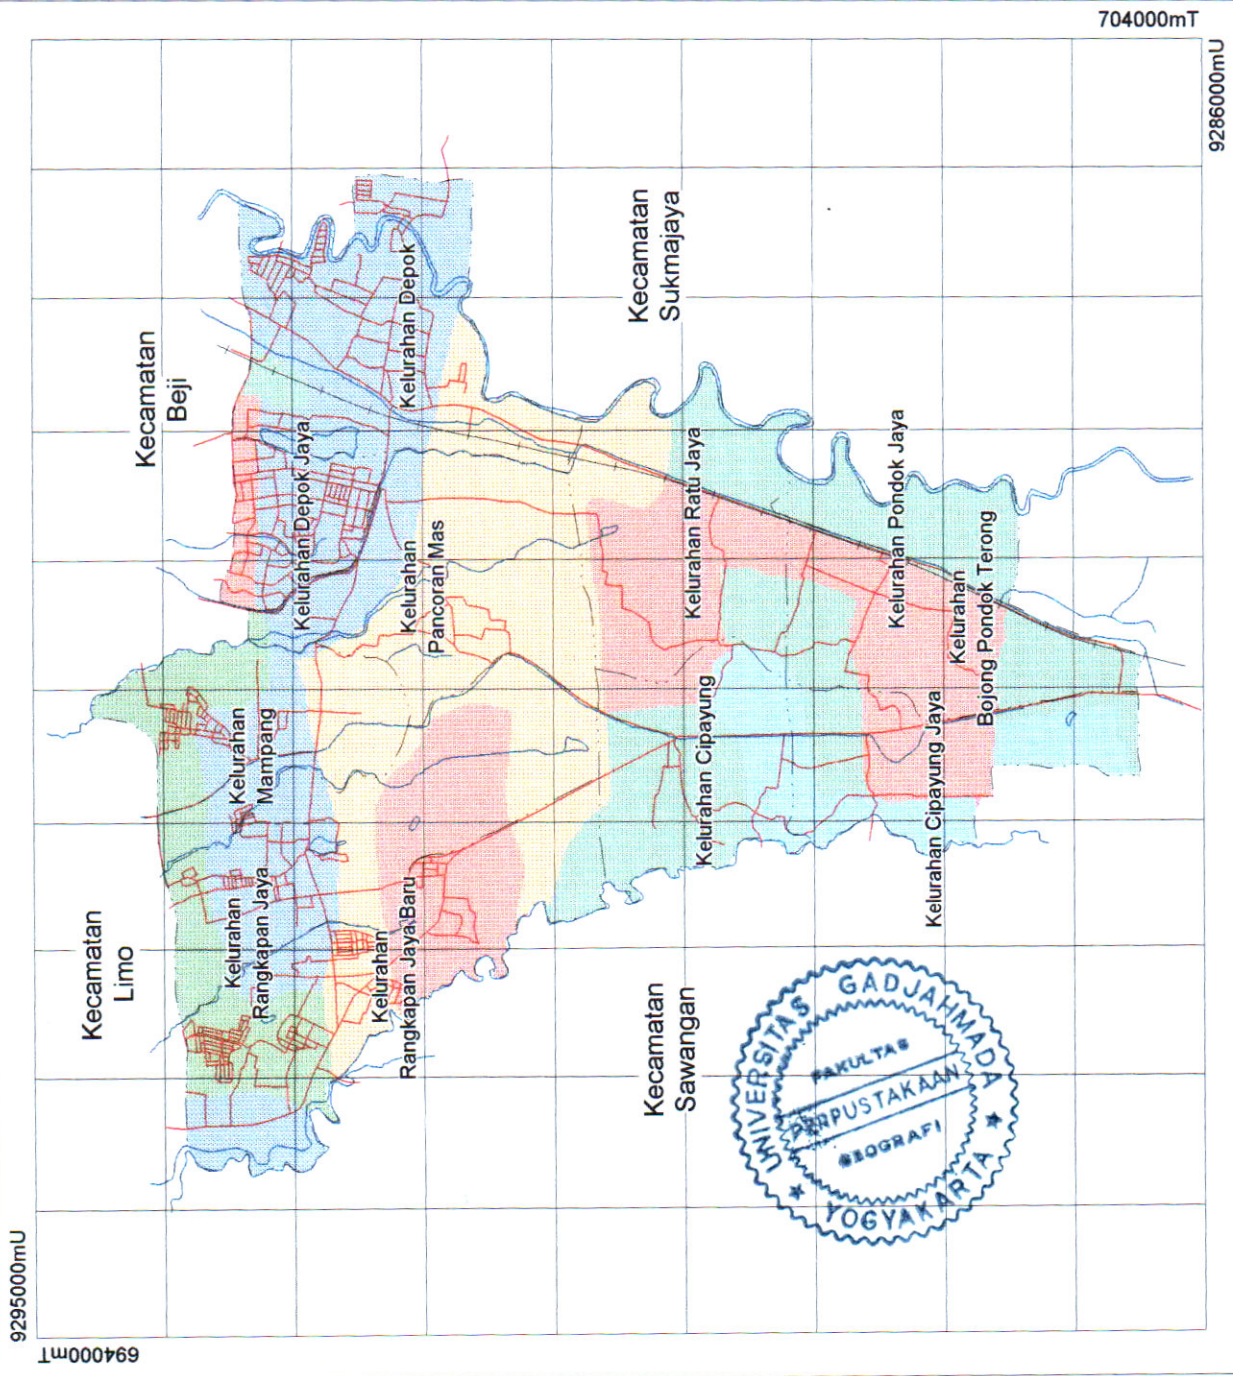 704000mT
9286000mU
9295000mU
694000mT
Kecamatan
Beji
Kecamatan
Sukmajaya
Kecamatan
Limo
Kecamatan
Sawangan
Kelurahan Depok
Kelurahan Depok Jaya
Kelurahan
Pancoran Mas
Kelurahan
Mampang
Kelurahan
Rangkapan Jaya
Kelurahan
Rangkapan Jaya Baru
Kelurahan Ratu Jaya
Kelurahan Pondok Jaya
Kelurahan
Bojong Pondok Terong
Kelurahan Cipayung
Kelurahan Cipayung Jaya
UNIVERSITAS GADJAHMADA
FAKULTAS
PERPUSTAKAAN
GEOGRAFI
★ YOGYAKARTA ★